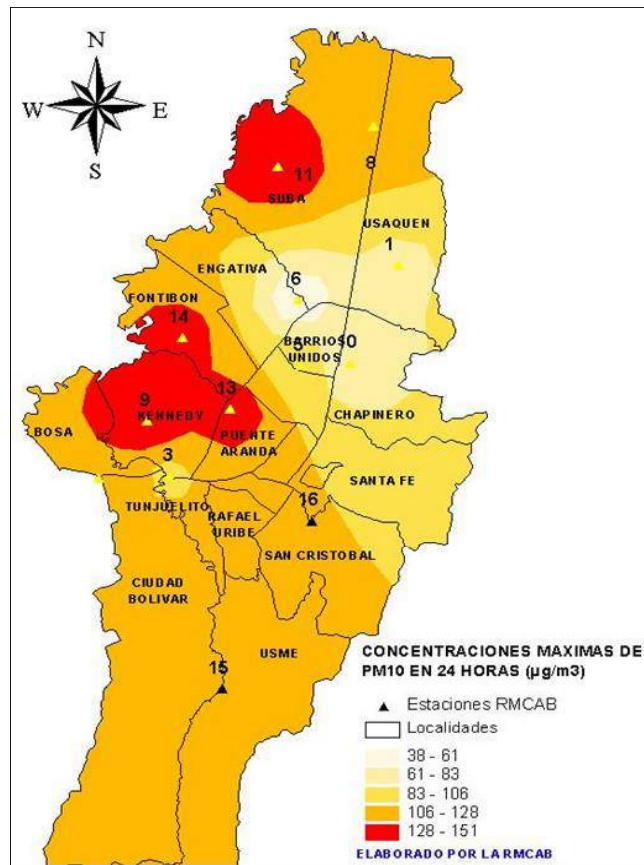 N
W E
S
8
11
SUBA
USAQUEN
1
ENGATIVA
6
FONTIBON
14
BARRIOS
UNIDOS
5
0
9
KENNEDY
13
CHAPINERO
BOSA
PUENTE
ARANDA
3
SANTA FE
TUNJUELITO
16
RAFAEL
URIBE
SAN CRISTOBAL
CIUDAD
BOLIVAR
USME
15
CONCENTRACIONES MAXIMAS DE
PM10 EN 24 HORAS (µg/m3)
Estaciones RMCAB
Localidades
38 - 61
61 - 83
83 - 106
106 - 128
128 - 151
ELABORADO POR LA RMCAB